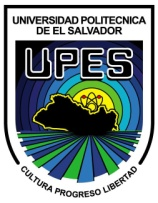 UNIVERSIDAD POLITECNICA
DE EL SALVADOR
UPES
CULTURA PROGRESO LIBERTAD